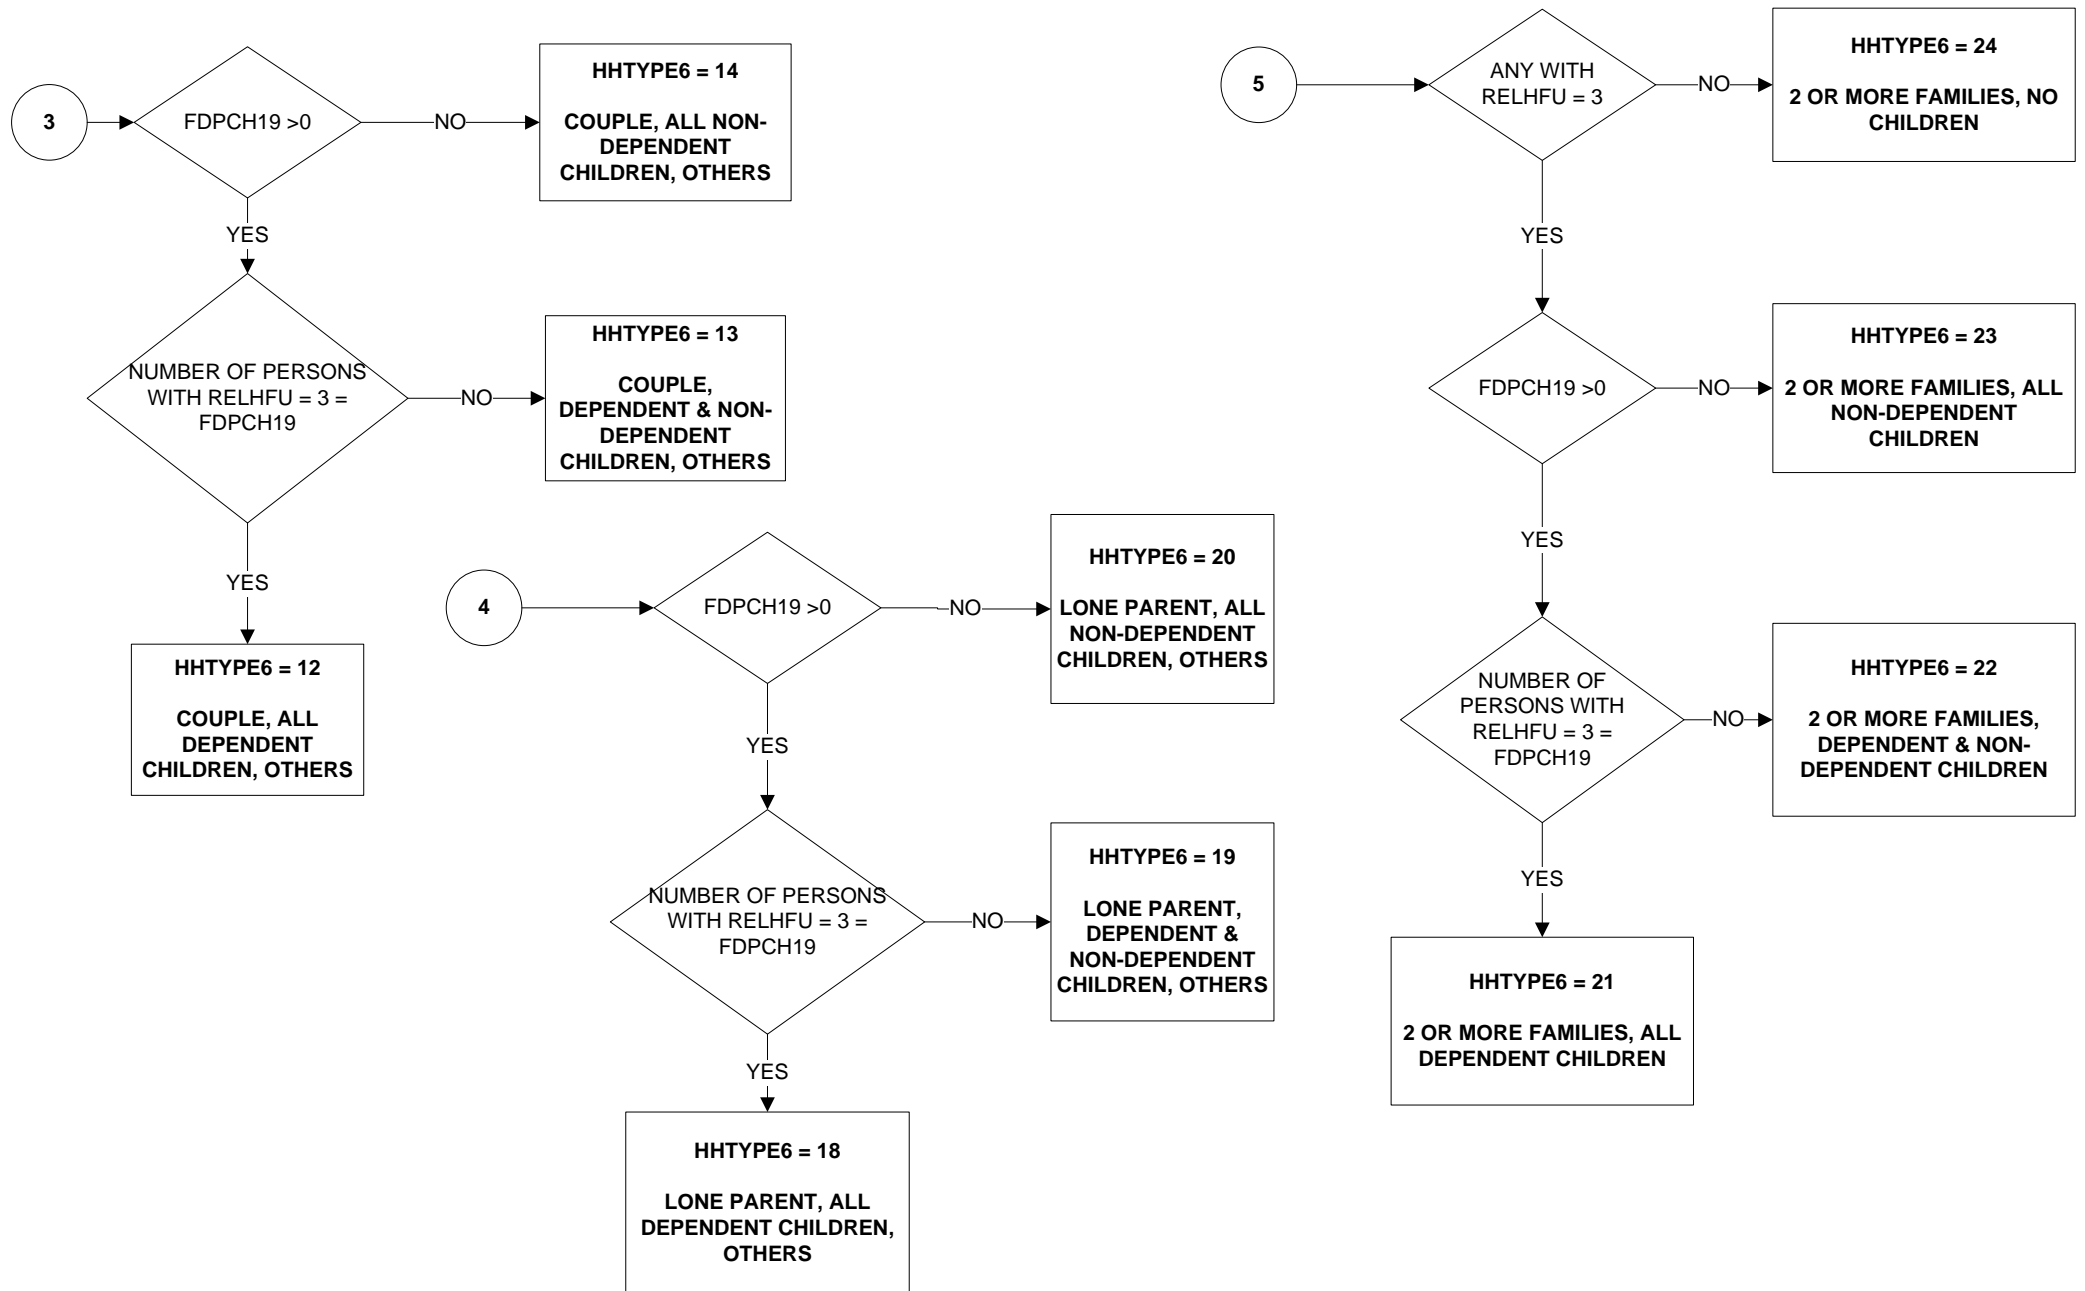 3
FDPCH19 >0
NO
HHTYPE6 = 14
COUPLE, ALL NON-
DEPENDENT
CHILDREN, OTHERS
YES
NUMBER OF PERSONS
WITH RELHFU = 3 =
FDPCH19
NO
HHTYPE6 = 13
COUPLE,
DEPENDENT & NON-
DEPENDENT
CHILDREN, OTHERS
YES
HHTYPE6 = 12
COUPLE, ALL
DEPENDENT
CHILDREN, OTHERS
4
FDPCH19 >0
NO
HHTYPE6 = 20
LONE PARENT, ALL
NON-DEPENDENT
CHILDREN, OTHERS
YES
NUMBER OF PERSONS
WITH RELHFU = 3 =
FDPCH19
NO
HHTYPE6 = 19
LONE PARENT,
DEPENDENT &
NON-DEPENDENT
CHILDREN, OTHERS
YES
HHTYPE6 = 18
LONE PARENT, ALL
DEPENDENT CHILDREN,
OTHERS
5
ANY WITH
RELHFU = 3
NO
HHTYPE6 = 24
2 OR MORE FAMILIES, NO
CHILDREN
YES
FDPCH19 >0
NO
HHTYPE6 = 23
2 OR MORE FAMILIES, ALL
NON-DEPENDENT
CHILDREN
YES
NUMBER OF
PERSONS WITH
RELHFU = 3 =
FDPCH19
NO
HHTYPE6 = 22
2 OR MORE FAMILIES,
DEPENDENT & NON-
DEPENDENT CHILDREN
YES
HHTYPE6 = 21
2 OR MORE FAMILIES, ALL
DEPENDENT CHILDREN